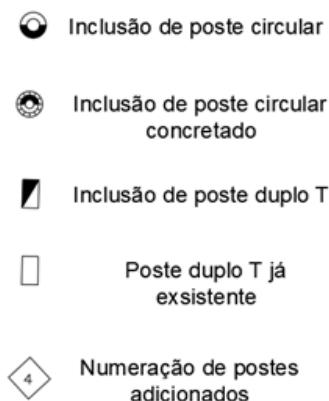 Inclusão de poste circular
Inclusão de poste circular
concretado
Inclusão de poste duplo T
Poste duplo T já
exsistente
4
Numeração de postes
adicionados